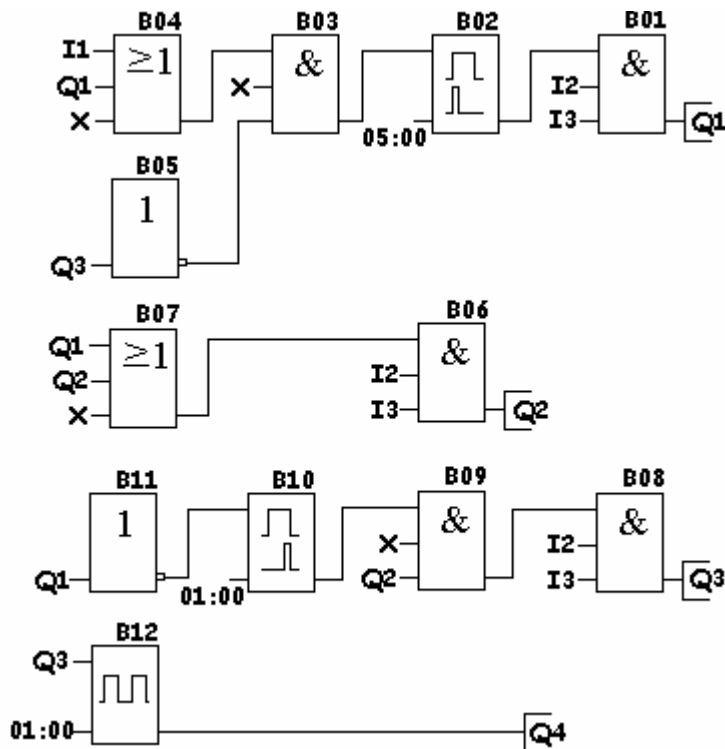 B04 B03 B02 B01
I1 ≥1 & &
Q1 X I2
X I3 Q1
05:00
B05
1
Q3
B07 B06
Q1 ≥1 &
Q2 I2
X I3 Q2
B11 B10 B09 B08
1 & &
X I2
Q1 01:00 Q2 I3 Q3
B12
Q3
01:00 Q4